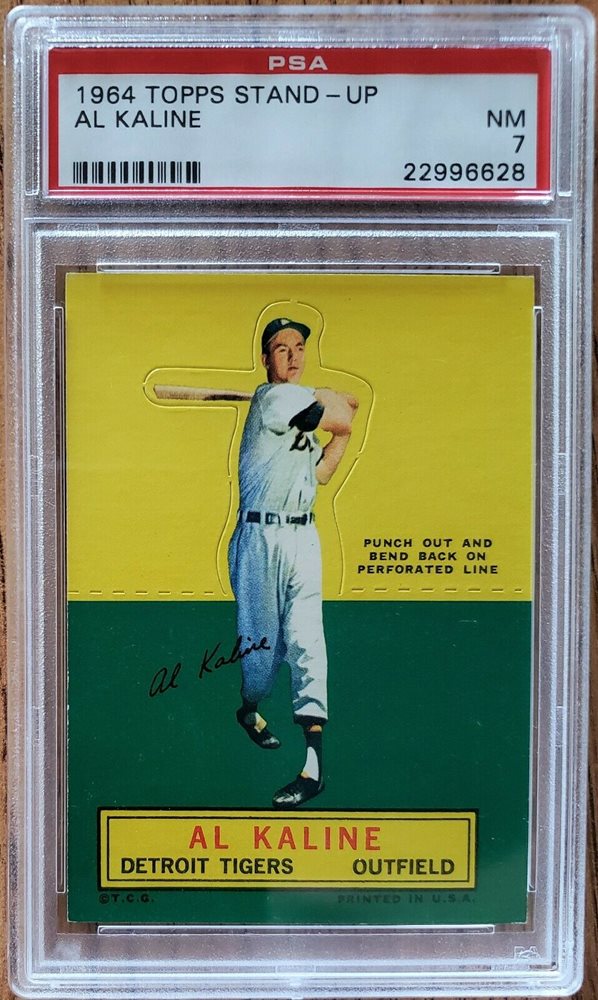 PSA
1964 TOPPS STAND-UP
AL KALINE
NM
7
22996628
PUNCH OUT AND
BEND BACK ON
PERFORATED LINE
Al Kaline
AL KALINE
DETROIT TIGERS OUTFIELD
©T.C.G. PRINTED IN U.S.A.